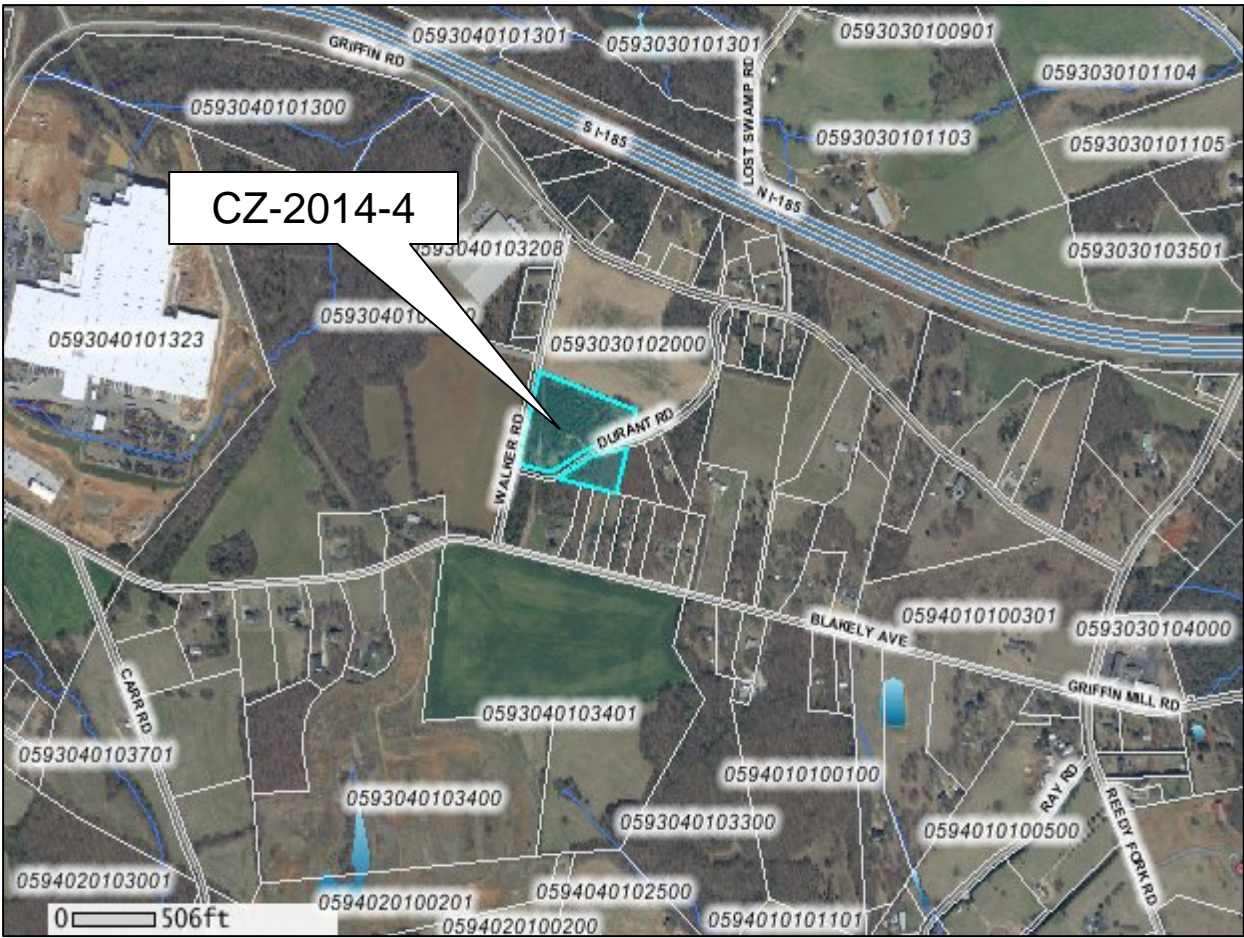 0593040101301
0593030101301
0593030100901
GRIFFIN RD
0593030101104
0593040101300
LOST SWAMP RD
S I-185
0593030101103
0593030101105
N I-185
CZ-2014-4
0593040103208
0593030103501
0593040101323
0593030102000
DURANT RD
WALKER RD
BLAKELY AVE
0594010100301
0593030104000
CARR RD
GRIFFIN MILL RD
0593040103401
0593040103701
0594010100100
RAY RD
0593040103400
0593040103300
REEDY FORK RD
0594010100500
0594020103001
0594020100201
0594040102500
0594010101101
0594020100200
0
506ft